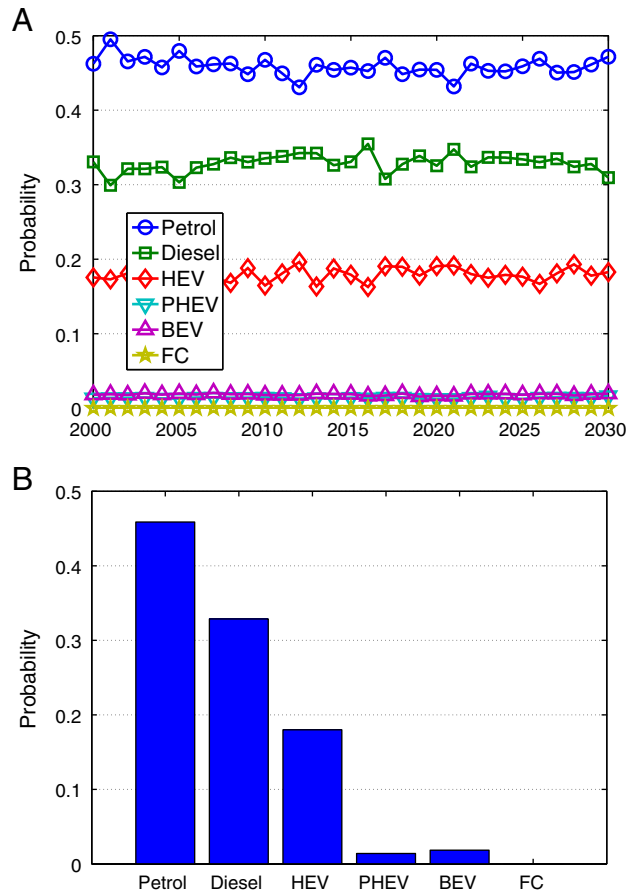 A
0.5
0.4
0.3
0.2
0.1
0
Probability
Petrol
Diesel
HEV
PHEV
BEV
FC
2000 2005 2010 2015 2020 2025 2030
B
0.5
0.4
0.3
0.2
0.1
0
Probability
Petrol Diesel HEV PHEV BEV FC